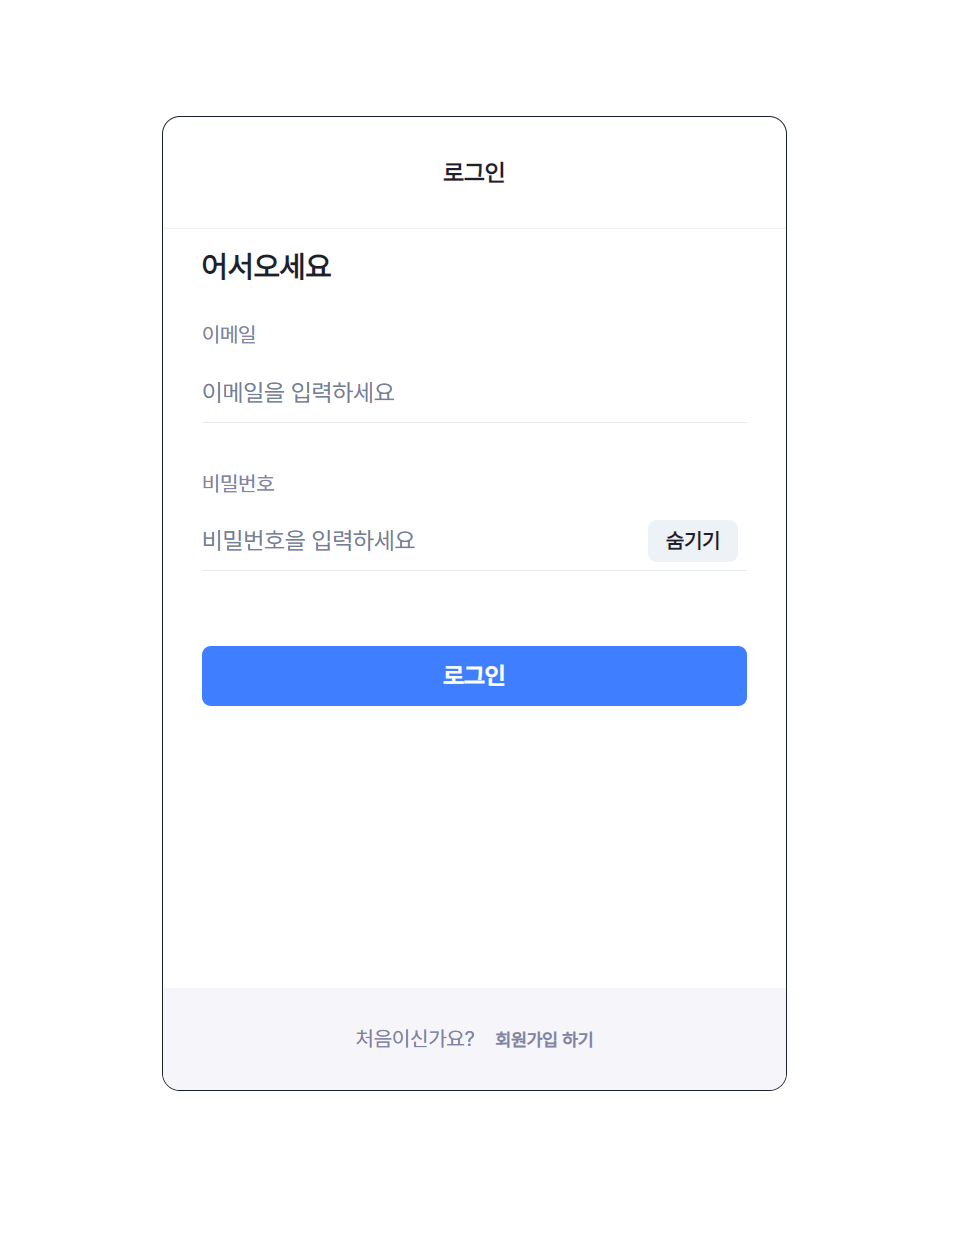 로그인
어서오세요
이메일
이메일을 입력하세요
비밀번호
비밀번호을 입력하세요
숨기기
로그인
처음이신가요? 회원가입 하기